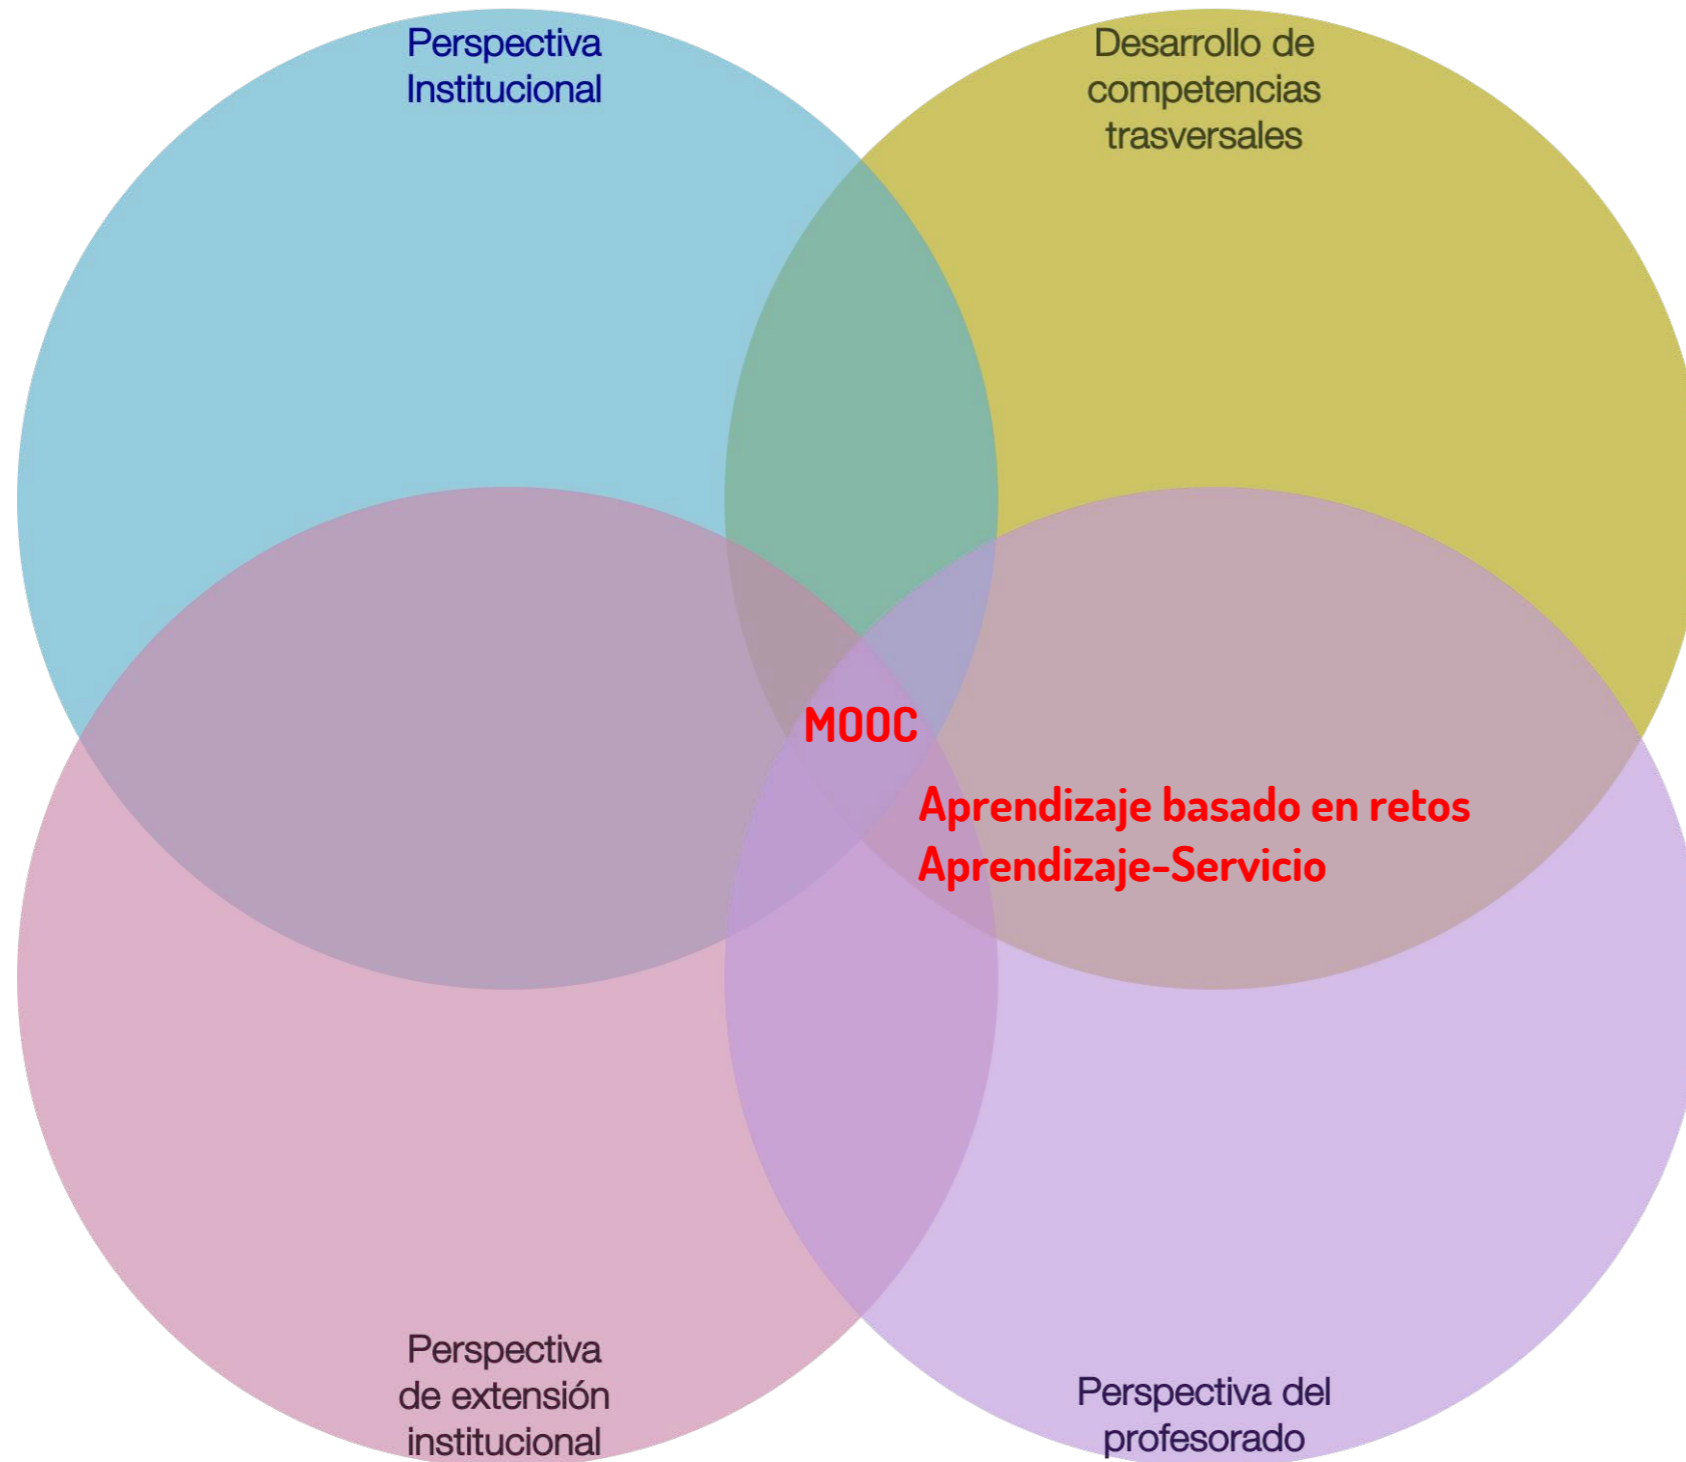 Perspectiva
Institucional
Desarrollo de
competencias
trasversales
MOOC
Aprendizaje basado en retos
Aprendizaje-Servicio
Perspectiva
de extensión
institucional
Perspectiva del
profesorado